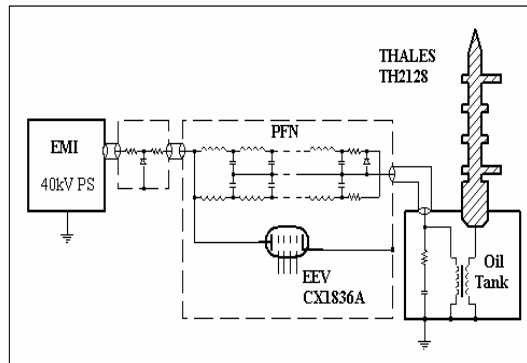 THALES
TH2128
PFN
EMI
40kV PS
EEV
CX1836A
Oil
Tank